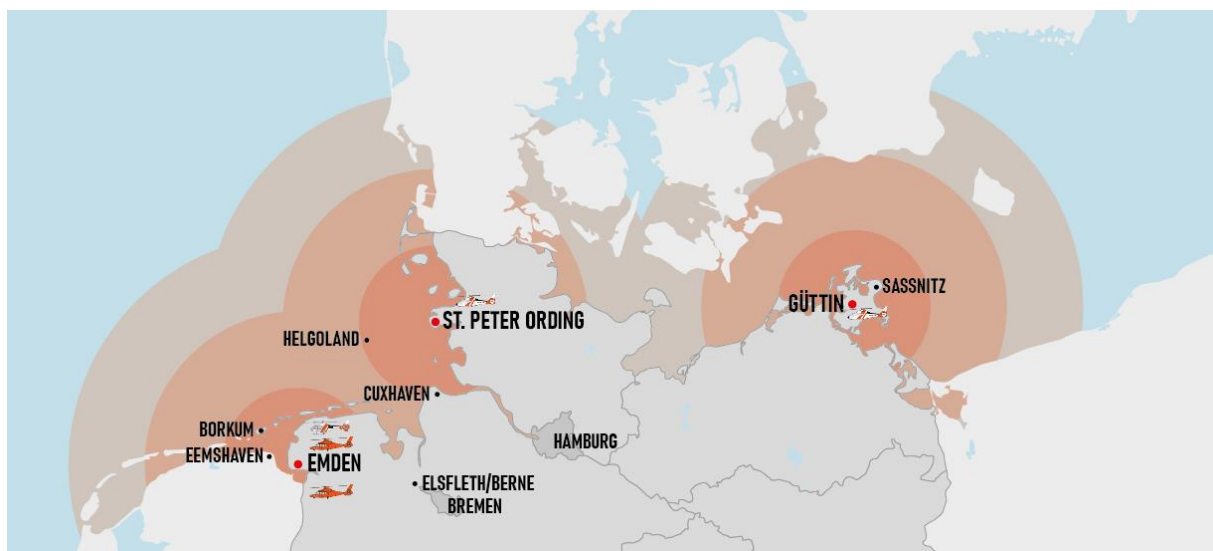 SASSNITZ
GÜTTIN
ST. PETER ORDING
HELGOLAND
CUXHAVEN
BORKUM
HAMBURG
EEMSHAVEN
EMDEN
ELSFLETH/BERNE
BREMEN